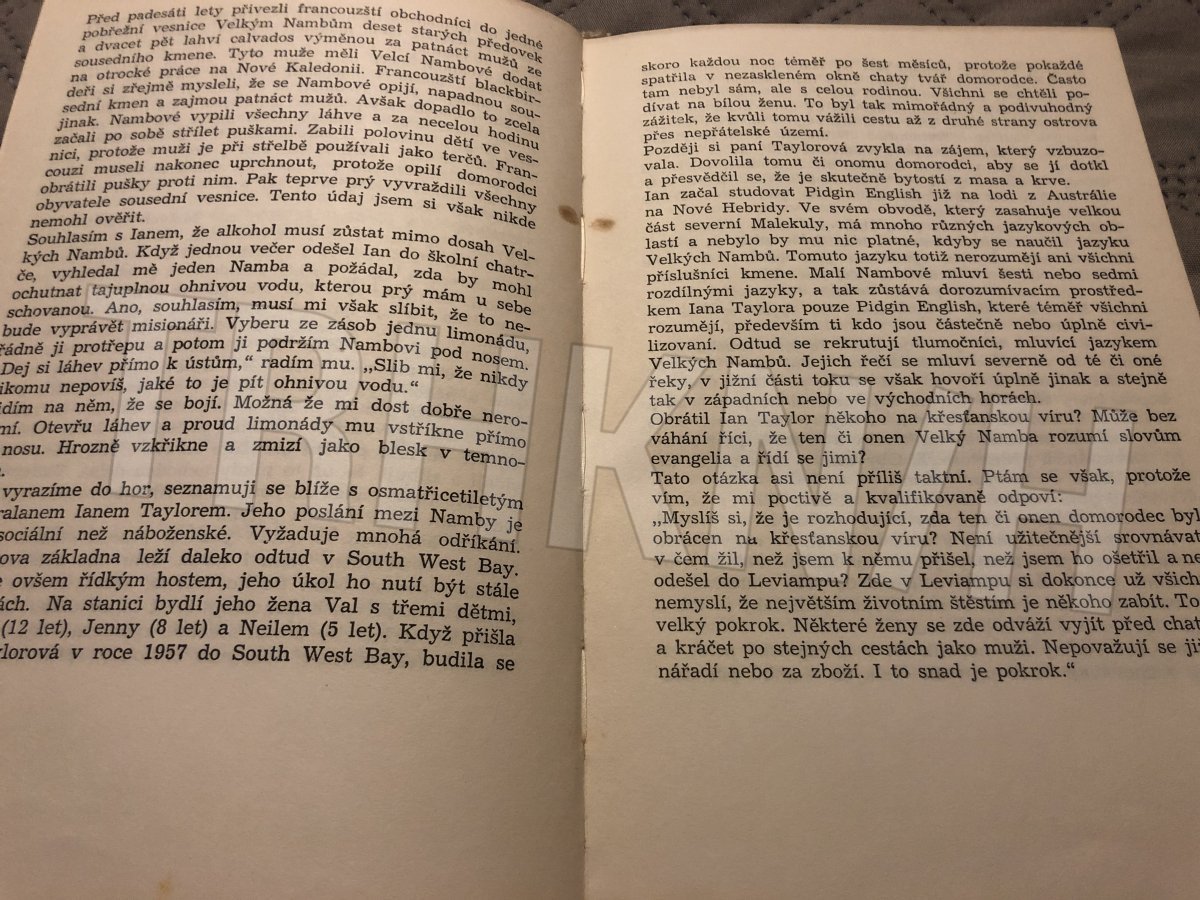 Před padesáti lety přivezli francouzští obchodníci do jedné
pobřežní vesnice Velkým Nambům deset starých předovek
a dvacet pět lahví calvados výměnou za patnáct mužů ze
sousedního kmene. Tyto muže měli Velcí Nambové dodat
na otrocké práce na Nové Kaledonii. Francouzští blackbir-
deři si zřejmě mysleli, že se Nambové opijí, napadnou sou-
sední kmen a zajmou patnáct mužů. Avšak dopadlo to zcela
jinak. Nambové vypili všechny láhve a za necelou hodinu
začali po sobě střílet puškami. Zabili polovinu dětí ve ves-
nici, protože muži je při střelbě používali jako terčů. Fran-
couzi museli nakonec uprchnout, protože opilí domorodci
obrátili pušky proti nim. Pak teprve prý vyvraždili všechny
obyvatele sousední vesnice. Tento údaj jsem si však nikde
nemohl ověřit.
Souhlasím s Ianem, že alkohol musí zůstat mimo dosah Vel-
kých Nambů. Když jednou večer odešel Ian do školní chatr-
če, vyhledal mé jeden Namba a požádal, zda by mohl
ochutnat tajuplnou ohnivou vodu, kterou prý mám u sebe
schovanou. Ano, souhlasím, musí mi však slíbit, že to ne-
bude vyprávět misionáři. Vyberu ze zásob jednu limonádu,
řádně ji protřepu a potom ji podržím Nambovi pod nosem.
Dej si láhev přímo k ústům,“ radím mu. „Slib mi, že nikdy
ikomu nepovíš, jaké to je pít ohnivou vodu.“
idím na něm, že se bojí. Možná že mi dost dobře nero-
mí. Otevřu láhev a proud limonády mu vstříkne přímo
nosu. Hrozně vzkřikne a zmizí jako blesk v temno-
.
vyrazíme do hor, seznamuji se blíže s osmatřicetiletým
ralanem Ianem Taylorem. Jeho poslání mezi Namby je
sociální než náboženské. Vyžaduje mnohá odříkání.
ova základna leží daleko odtud v South West Bay.
e ovšem řídkým hostem, jeho úkol ho nutí být stále
ách. Na stanici bydlí jeho žena Val s třemi dětmi,
(12 let), Jenny (8 let) a Neilem (5 let). Když přišla
ylorová v roce 1957 do South West Bay, budila se
skoro každou noc téměř po šest měsíců, protože pokaždé
spatřila v nezaskleném okně chaty tvář domorodce. Často
tam nebyl sám, ale s celou rodinou. Všichni se chtěli po-
dívat na bílou ženu. To byl tak mimořádný a podivuhodný
zážitek, že kvůli tomu vážili cestu až z druhé strany ostrova
přes nepřátelské území.
Později si paní Taylorová zvykla na zájem, který vzbuzo-
vala. Dovolila tomu či onomu domorodci, aby se jí dotkl
a přesvědčil se, že je skutečně bytostí z masa a krve.
Ian začal studovat Pidgin English již na lodi z Austrálie
na Nové Hebridy. Ve svém obvodě, který zasahuje velkou
část severní Malekuly, má mnoho různých jazykových ob-
lastí a nebylo by mu nic platné, kdyby se naučil jazyku
Velkých Nambů. Tomuto jazyku totiž nerozumějí ani všichni
příslušníci kmene. Malí Nambové mluví šesti nebo sedmi
rozdílnými jazyky, a tak zůstává dorozumívacím prostřed-
kem Iana Taylora pouze Pidgin English, které téměř všichni
rozumějí, především ti kdo jsou částečně nebo úplně civi-
lizovaní. Odtud se rekrutují tlumočníci, mluvící jazykem
Velkých Nambů. Jejich řečí se mluví severně od té či oné
řeky, v jižní části toku se však hovoří úplně jinak a stejně
tak v západních nebo ve východních horách.
Obrátil Ian Taylor někoho na křesťanskou víru? Může bez
váhání říci, že ten či onen Velký Namba rozumí slovům
evangelia a řídí se jimi?
Tato otázka asi není příliš taktní. Ptám se však, protože
vím, že mi poctivě a kvalifikovaně odpoví:
„Myslíš si, že je rozhodující, zda ten či onen domorodec byl
obrácen na křesťanskou víru? Není užitečnější srovnávat
v čem žil, než jsem k němu přišel, než jsem ho ošetřil a ne
odešel do Leviampu? Zde v Leviampu si dokonce už všich
nemyslí, že největším životním štěstím je někoho zabít. To
velký pokrok. Některé ženy se zde odváží vyjít před chat
a kráčet po stejných cestách jako muži. Nepovažují se již
nářadí nebo za zboží. I to snad je pokrok.“
TRHKNIH